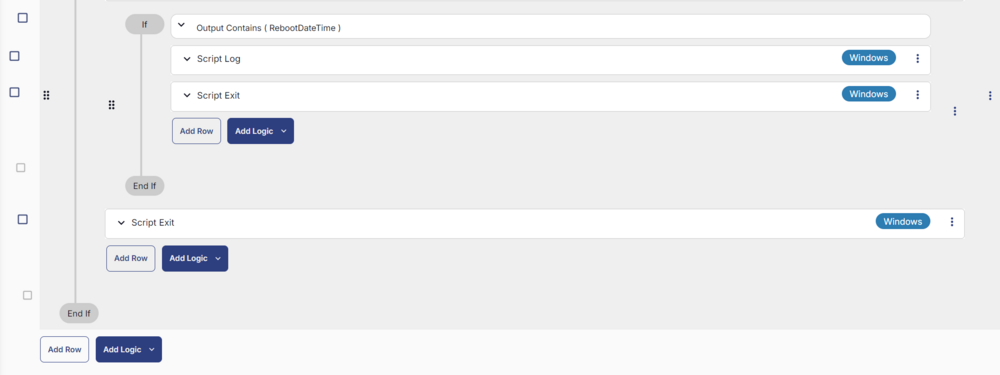 If
Output Contains ( RebootDateTime )
Script Log
Windows
Script Exit
Windows
Add Row
Add Logic
End If
Script Exit
Windows
Add Row
Add Logic
End If
Add Row
Add Logic